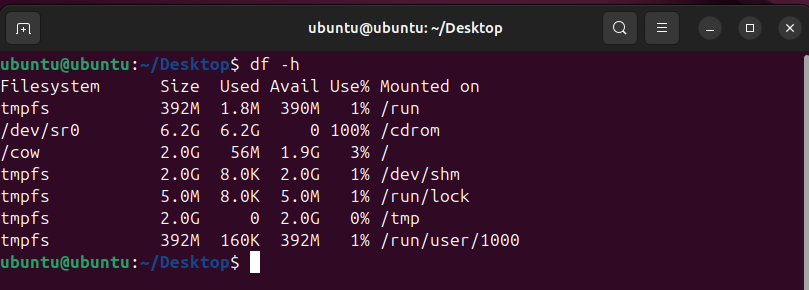 ubuntu@ubuntu: ~/Desktop
ubuntu@ubuntu:~/Desktop$ df -h
Filesystem      Size  Used Avail Use% Mounted on
tmpfs           392M  1.8M  390M   1% /run
/dev/sr0        6.2G  6.2G     0 100% /cdrom
/cow            2.0G   56M  1.9G   3% /
tmpfs           2.0G  8.0K  2.0G   1% /dev/shm
tmpfs           5.0M  8.0K  5.0M   1% /run/lock
tmpfs           2.0G     0  2.0G   0% /tmp
tmpfs           392M  160K  392M   1% /run/user/1000
ubuntu@ubuntu:~/Desktop$